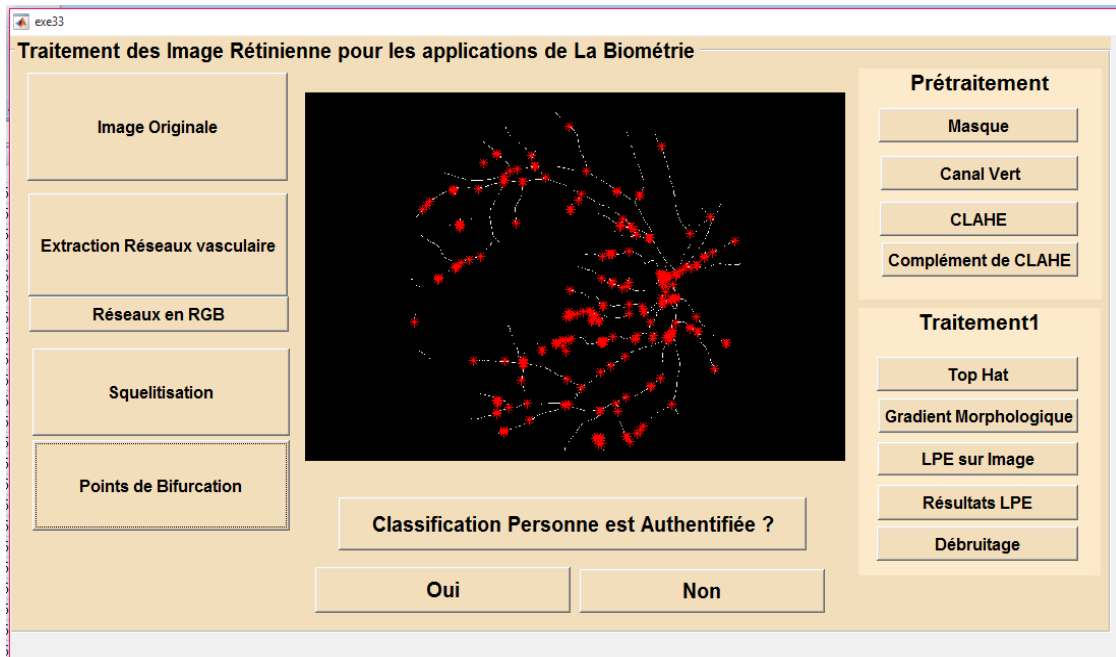 exe33
Traitement des Image Rétinienne pour les applications de La Biométrie
Image Originale
Extraction Réseaux vasculaire
Réseaux en RGB
Squelitisation
Points de Bifurcation
Classification Personne est Authentifiée ?
Oui
Non
Prétraitement
Masque
Canal Vert
CLAHE
Complément de CLAHE
Traitement1
Top Hat
Gradient Morphologique
LPE sur Image
Résultats LPE
Débruitage